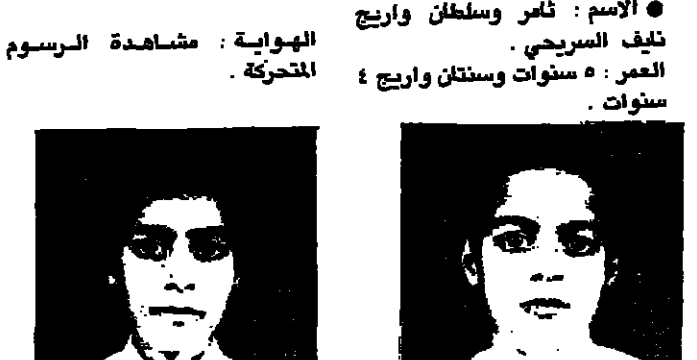 ● الاسم : ثامر وسلطان واريج
نايف السريحي .
العمر : ٥ سنوات وسنتان واريج ٤
سنوات .
الهواية : مشاهدة الرسوم
المتحركة .